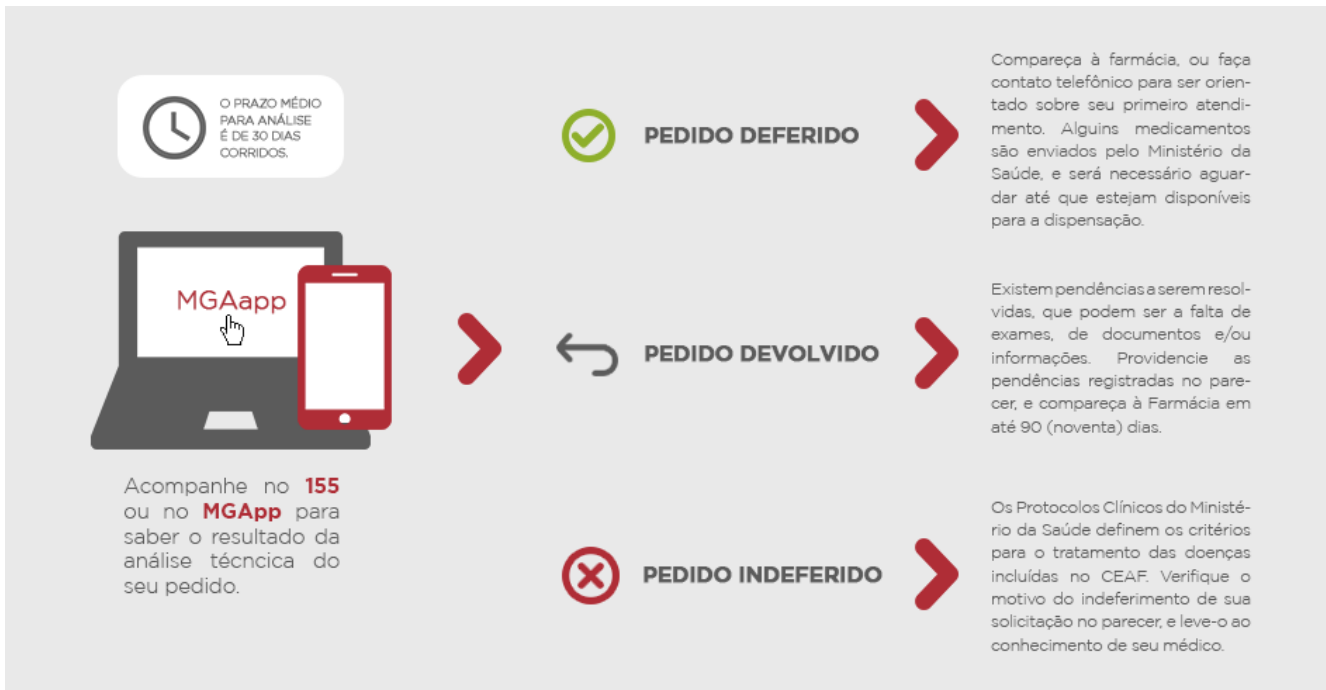 O PRAZO MÉDIO
PARA ANÁLISE
É DE 30 DIAS
CORRIDOS.
MGAapp
Acompanhe no 155
ou no MGApp para
saber o resultado da
análise técncica do
seu pedido.
PEDIDO DEFERIDO
Compareça à farmácia, ou faça
contato telefônico para ser orien-
tado sobre seu primeiro atendi-
mento. Alguins medicamentos
são enviados pelo Ministério da
Saúde, e será necessário aguar-
dar até que estejam disponíveis
para a dispensação.
PEDIDO DEVOLVIDO
Existem pendências a serem resol-
vidas, que podem ser a falta de
exames, de documentos e/ou
informações. Providencie as
pendências registradas no pare-
cer, e compareça à Farmácia em
até 90 (noventa) dias.
PEDIDO INDEFERIDO
Os Protocolos Clínicos do Ministé-
rio da Saúde definem os critérios
para o tratamento das doenças
incluídas no CEAF. Verifique o
motivo do indeferimento de sua
solicitação no parecer, e leve-o ao
conhecimento de seu médico.